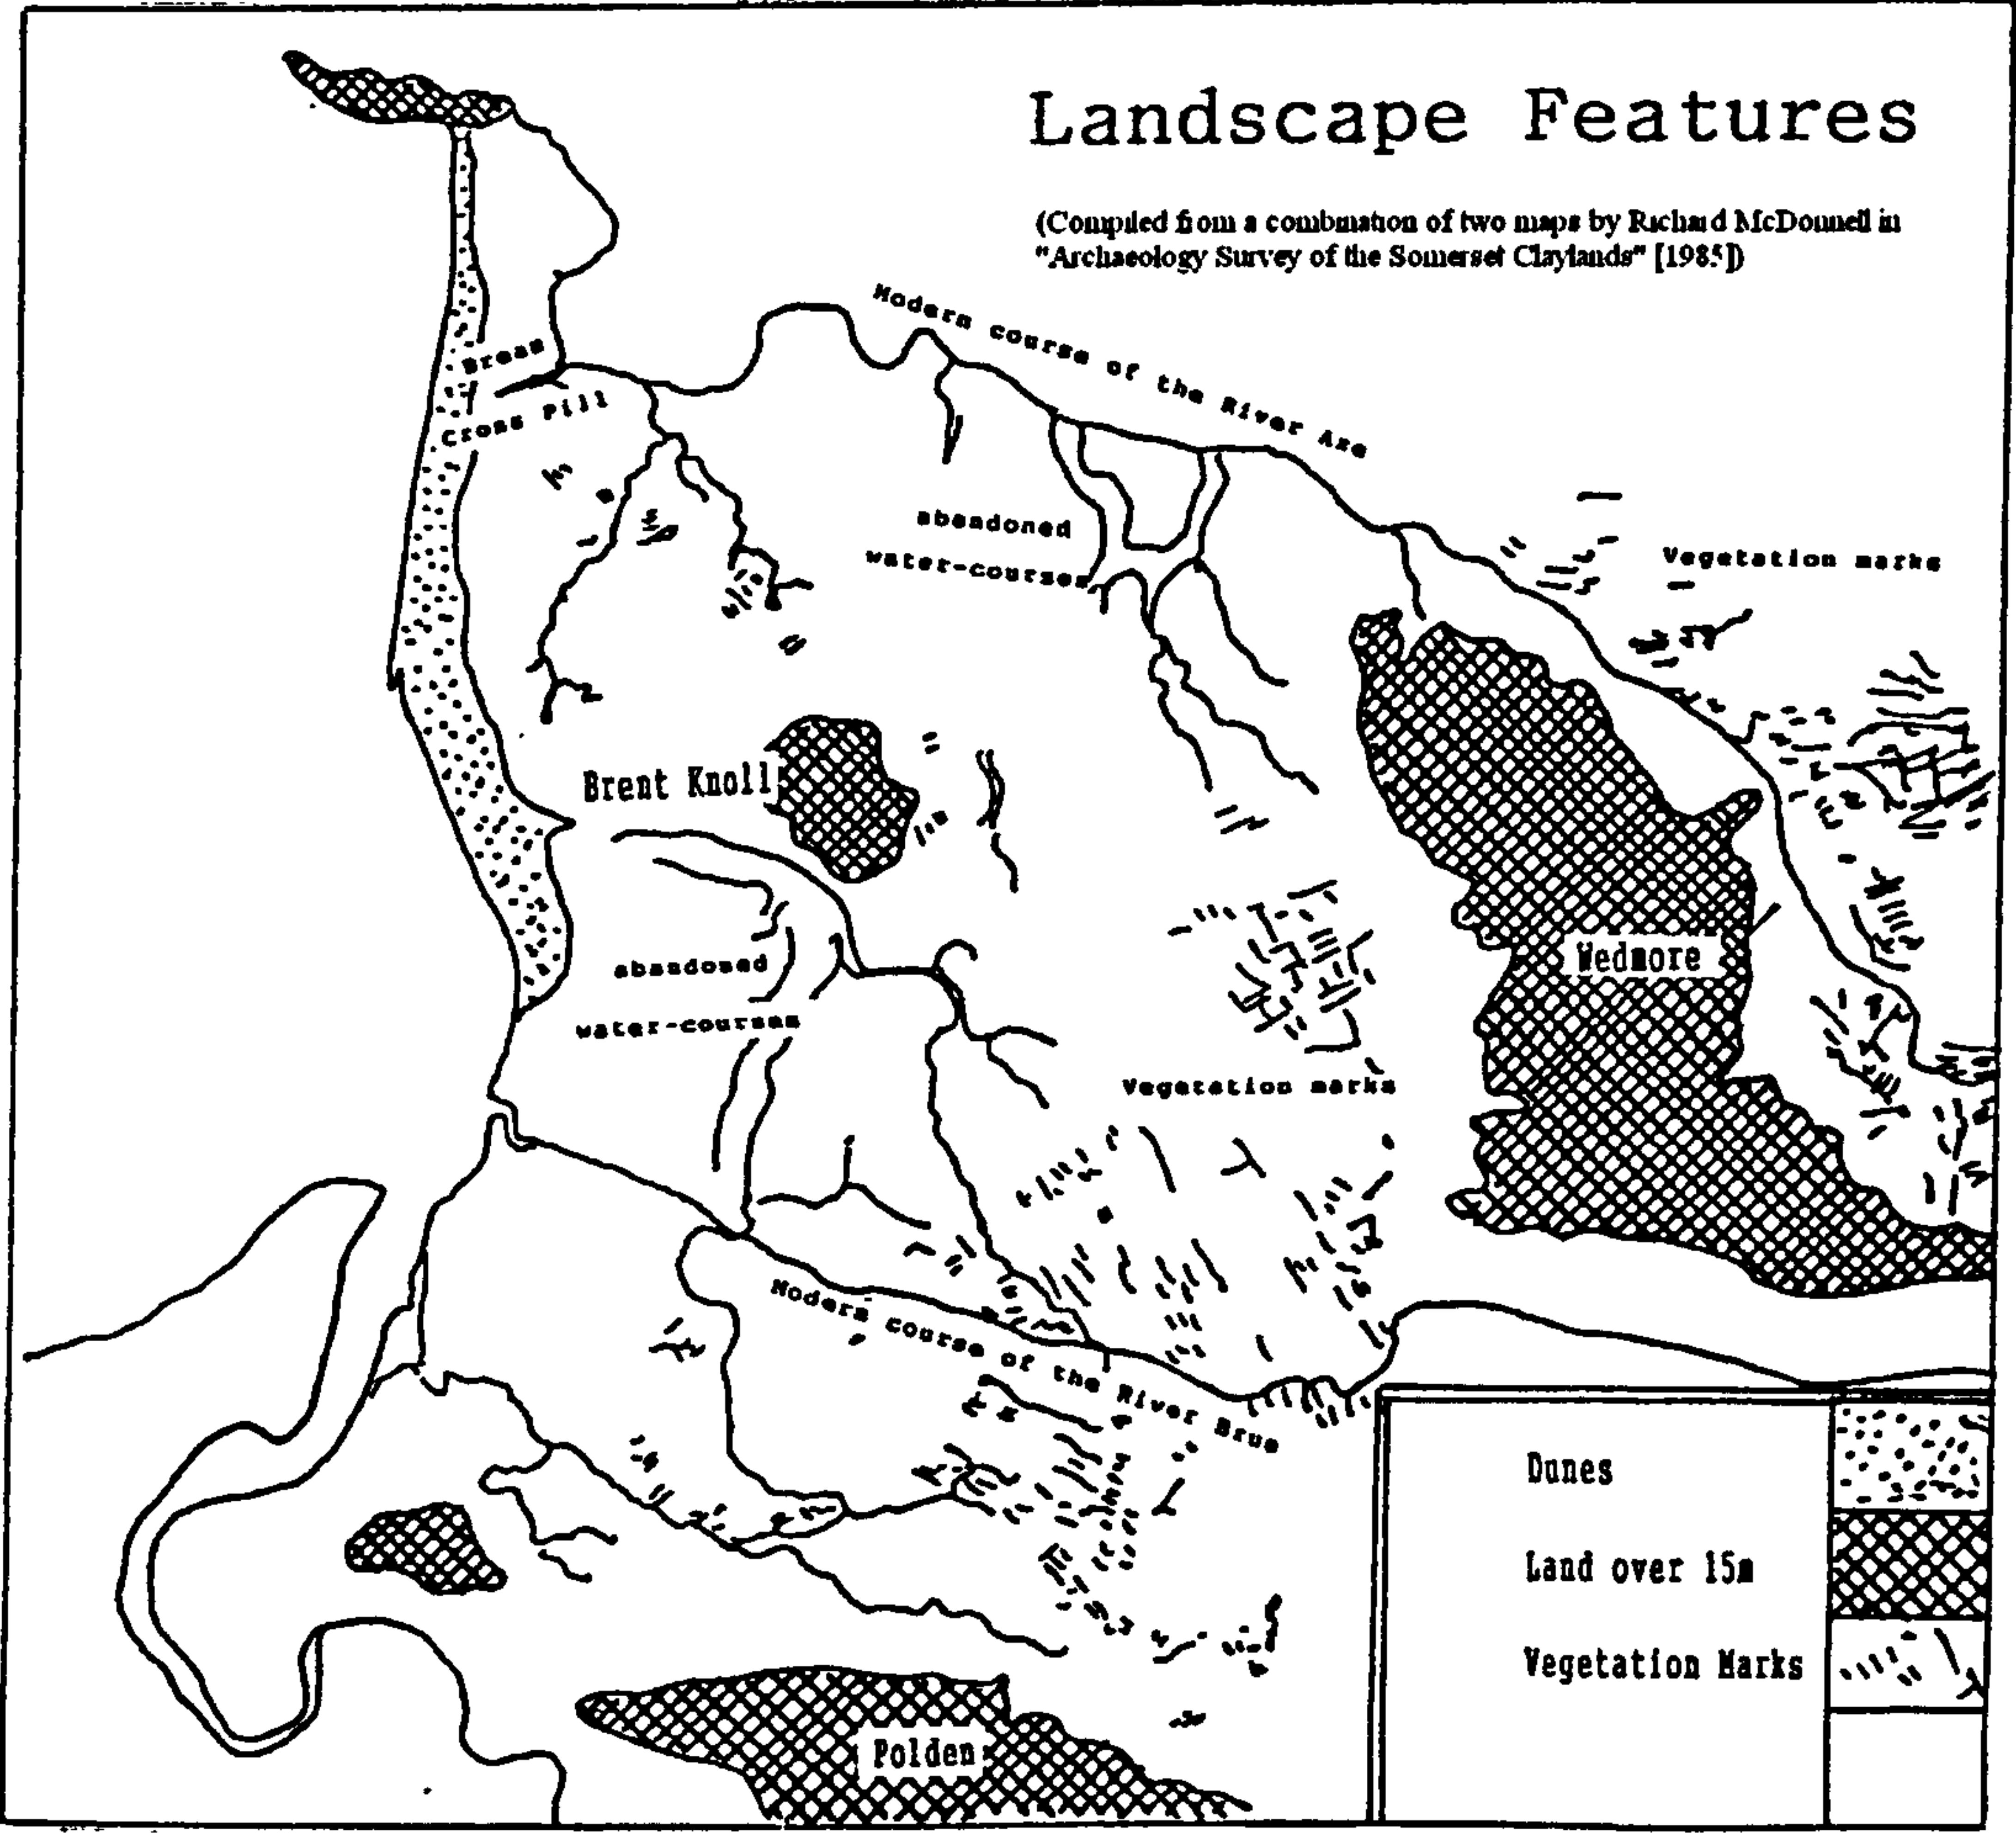 Landscape Features
(Compiled from a combination of two maps by Richard McDonnell in
"Archaeology Survey of the Somerset Claylands" [1985])
Modern course of the River Axe
Brean
Cross Pill
abandoned
water-courses
Vegetation marks
Brent Knoll
Wedmore
abandoned
water-courses
Vegetation marks
Modern course of the River Brue
Dunes
Land over 15m
Vegetation Marks
Polden